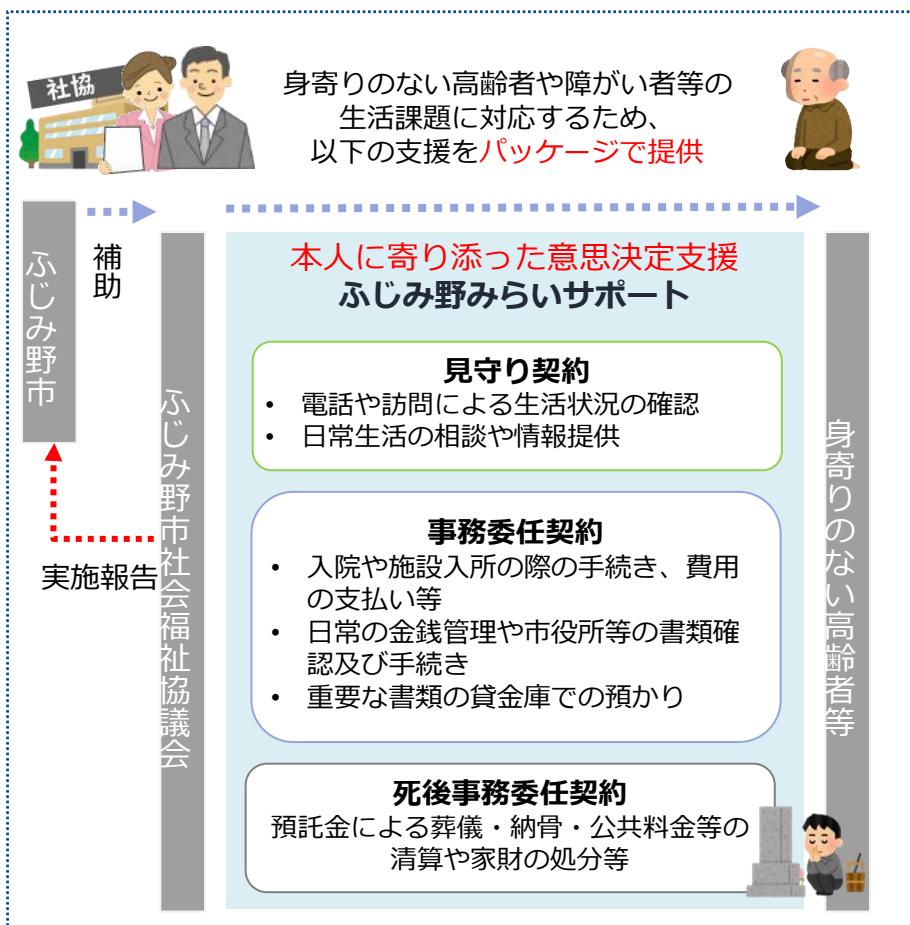 社協
身寄りのない高齢者や障がい者等の
生活課題に対応するため、
以下の支援をパッケージで提供
ふじみ野市
補助
実施報告
ふじみ野市社会福祉協議会
本人に寄り添った意思決定支援
ふじみ野みらいサポート
見守り契約
• 電話や訪問による生活状況の確認
• 日常生活の相談や情報提供
事務委任契約
• 入院や施設入所の際の手続き、費用
の支払い等
• 日常の金銭管理や市役所等の書類確
認及び手続き
• 重要な書類の貸金庫での預かり
死後事務委任契約
預託金による葬儀・納骨・公共料金等の
清算や家財の処分等
身寄りのない高齢者等